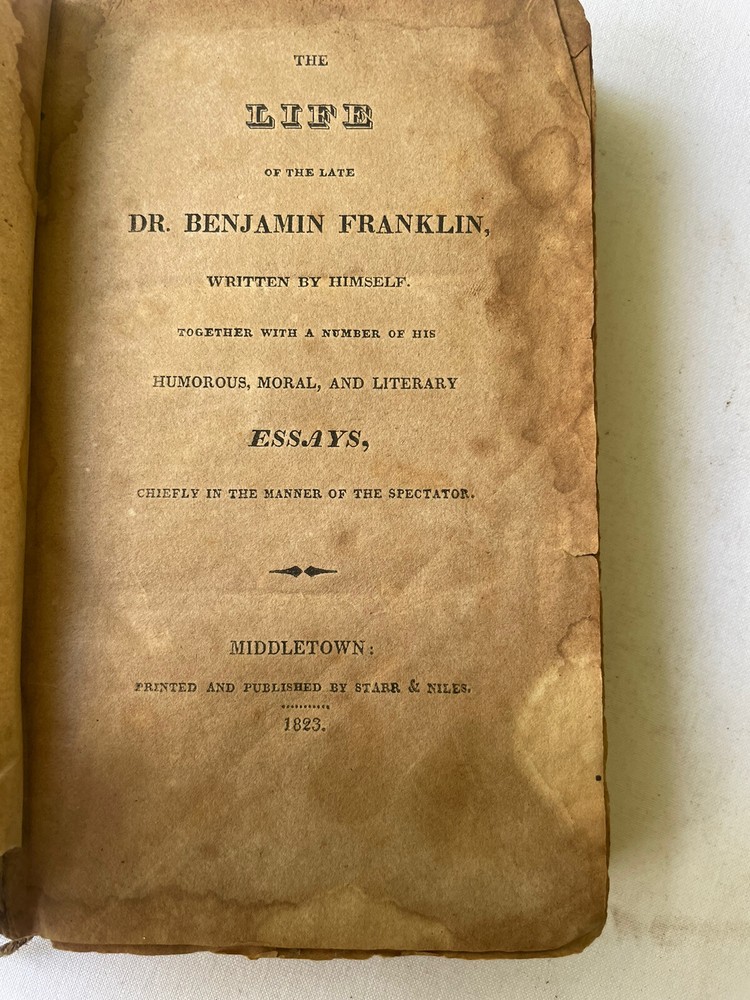 THE
LIFE
OF THE LATE
DR. BENJAMIN FRANKLIN,
WRITTEN BY HIMSELF.
TOGETHER WITH A NUMBER OF HIS
HUMOROUS, MORAL, AND LITERARY
ESSAYS,
CHIEFLY IN THE MANNER OF THE SPECTATOR.
MIDDLETOWN:
PRINTED AND PUBLISHED BY STARR & NILES.
1823.